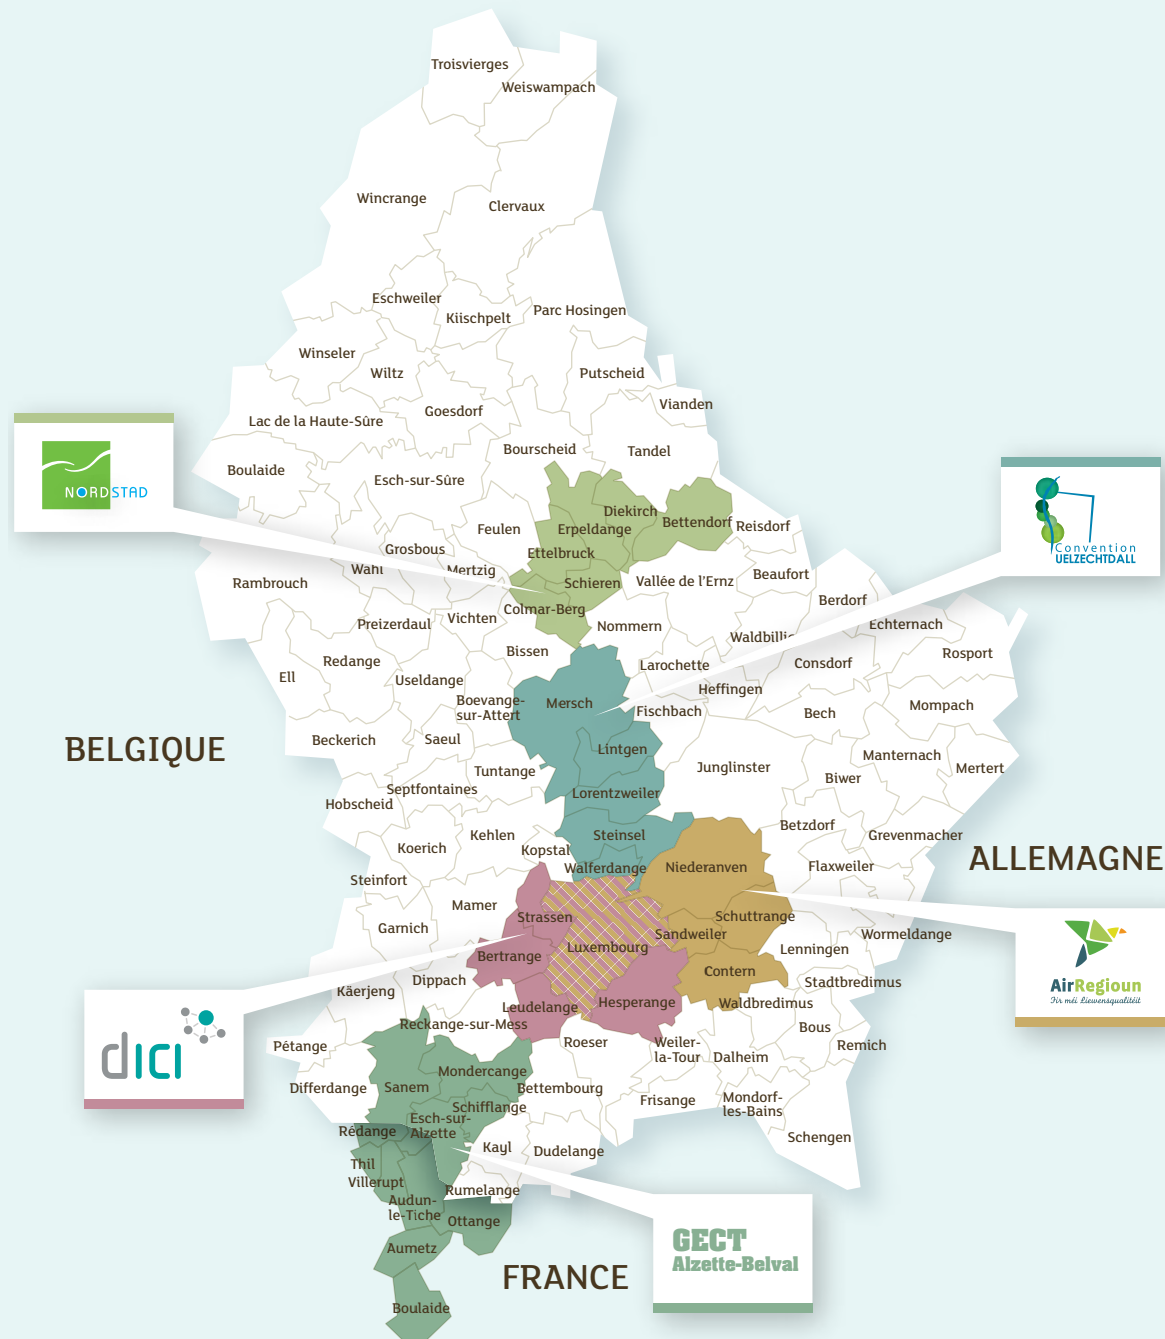 Troisvierges
Weiswampach
Wincrange
Clervaux
Eschweiler
Kiischpelt
Parc Hosingen
Winseler
Wiltz
Putscheid
Goesdorf
Vianden
Lac de la Haute-Sûre
Bourscheid
Tandel
Boulaide
Esch-sur-Sûre
NORDSTAD
Diekirch
Bettendorf
Reisdorf
Feulen
Erpeldange
Ettelbruck
Grosbous
Wahl
Mertzig
Rambrouch
Schieren
Vallée de l'Ernz
Beaufort
Convention
UELZECHTDALL
Colmar-Berg
Berdorf
Preizerdaul
Vichten
Nommern
Echternach
Bissen
Redange
Larochette
Consdorf
Rosport
Ell
Useldange
Heffingen
Boevange-
sur-Attert
Mersch
Fischbach
Bech
Mompach
BELGIQUE
Beckerich
Saeul
Lintgen
Manternach
Mertert
Tuntange
Junglinster
Biwer
Septfontaines
Hobscheid
Lorentzweiler
Kehlen
Steinsel
Betzdorf
Grevenmacher
Koerich
Kopstal
ALLEMAGNE
Walferdange
Niederanven
Flaxweiler
Steinfort
Mamer
Strassen
Schuttrange
Garnich
Sandweiler
Wormeldange
Luxembourg
Lenningen
Bertrange
Contern
Dippach
Stadtbredimus
AirRegioun
Fir méi Liewensqualitéit
Käerjeng
Leudelange
Hesperange
Waldbredimus
Reckange-sur-Mess
Bous
dICI
Pétange
Roeser
Weiler-
la-Tour
Dalheim
Remich
Mondercange
Differdange
Sanem
Bettembourg
Frisange
Mondorf-
les-Bains
Schifflange
Esch-sur-
Alzette
Rédange
Schengen
Kayl
Dudelange
Thil
Villerupt
Rumelange
Audun-
le-Tiche
Ottange
GECT
Alzette-Belval
Aumetz
FRANCE
Boulaide